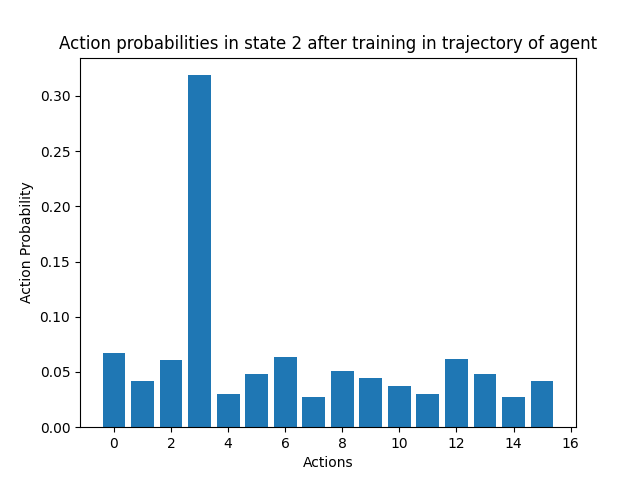 Action probabilities in state 2 after training in trajectory of agent
0.30
0.25
0.20
0.15
0.10
0.05
0.00
Action Probability
0 2 4 6 8 10 12 14 16
Actions